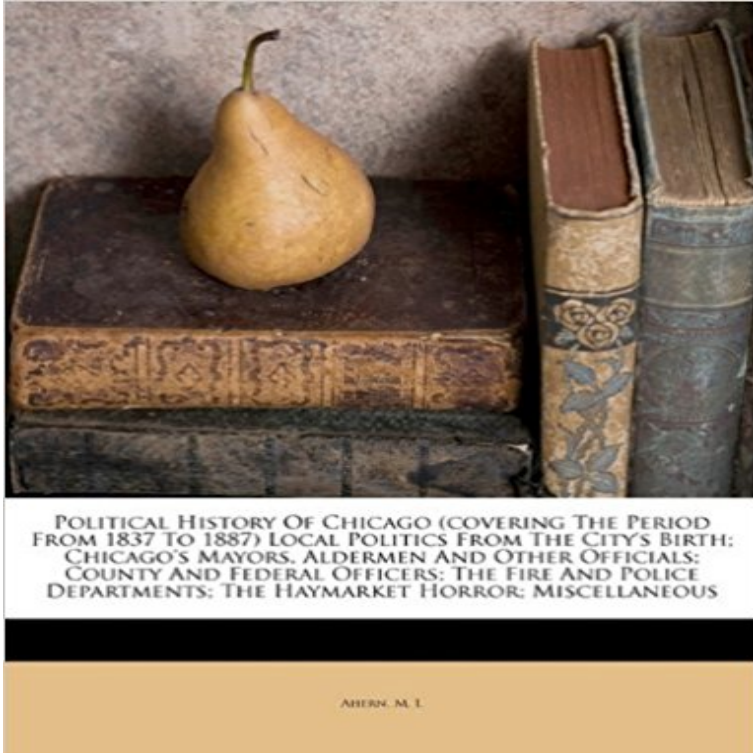 POLITICAL HISTORY OF CHICAGO (COVERING THE PERIOD
FROM 1837 TO 1887) LOCAL POLITICS FROM THE CITY'S BIRTH;
CHICAGO'S MAYORS, ALDERMEN AND OTHER OFFICIALS;
COUNTY AND FEDERAL OFFICERS; THE FIRE AND POLICE
DEPARTMENTS; THE HAYMARKET HORROR; MISCELLANEOUS
AHERN, M. L